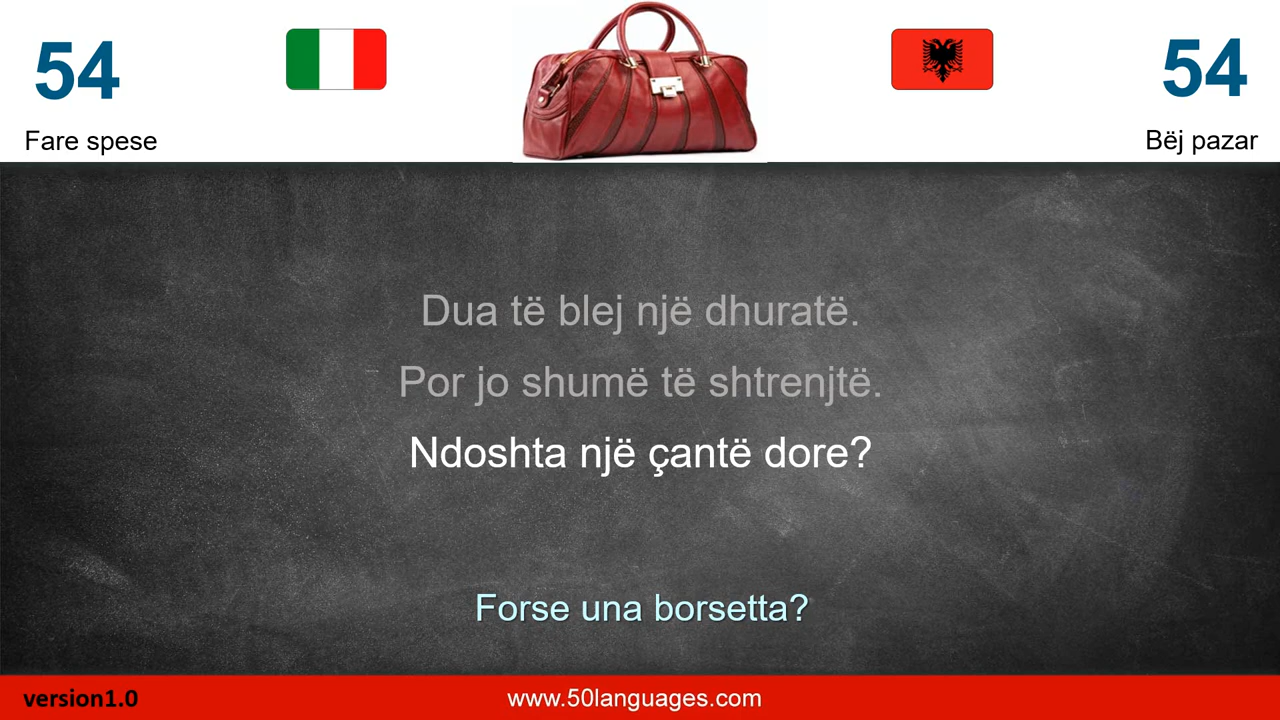 54
54
Fare spese
Bëj pazar
Dua të blej një dhuratë.
Por jo shumë të shtrenjtë.
Ndoshta një çantë dore?
Forse una borsetta?
version1.0
www.50languages.com